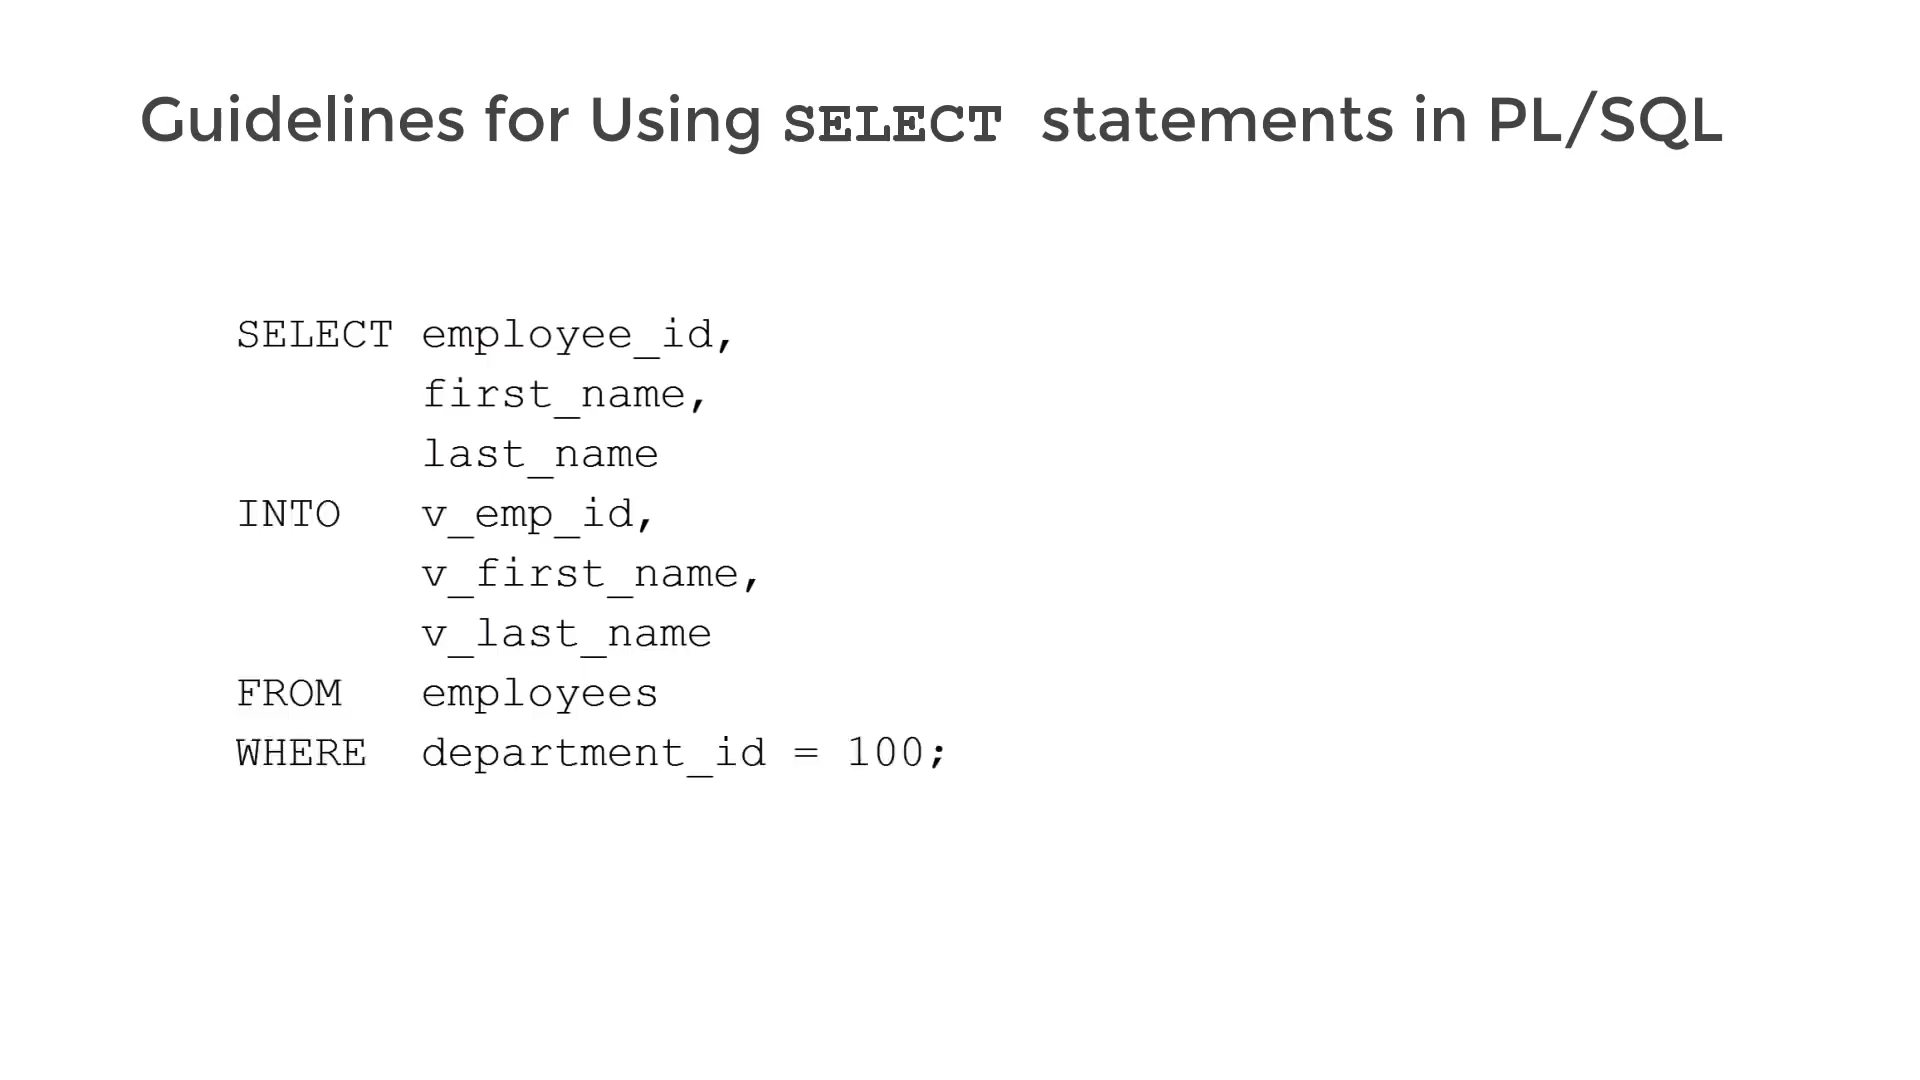 Guidelines for Using SELECT statements in PL/SQL
SELECT employee_id,
first_name,
last_name
INTO v_emp_id,
v_first_name,
v_last_name
FROM employees
WHERE department_id = 100;